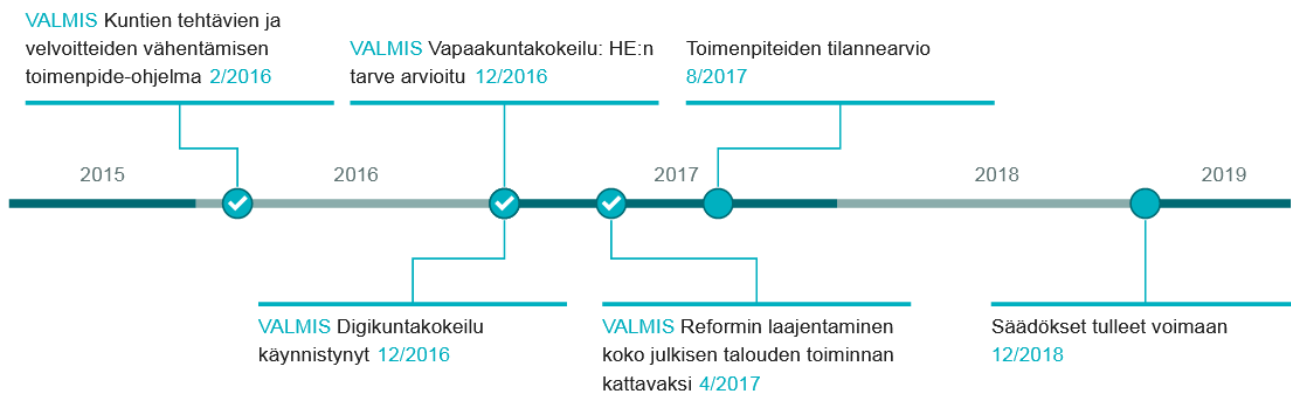 VALMIS Kuntien tehtävien ja
velvoitteiden vähentämisen
toimenpide-ohjelma 2/2016
VALMIS Vapaakuntakokeilu: HE:n
tarve arvioitu 12/2016
Toimenpiteiden tilannearvio
8/2017
2015
2016
2017
2018
2019
VALMIS Digikuntakokeilu
käynnistynyt 12/2016
VALMIS Reformin laajentaminen
koko julkisen talouden toiminnan
kattavaksi 4/2017
Säädökset tulleet voimaan
12/2018